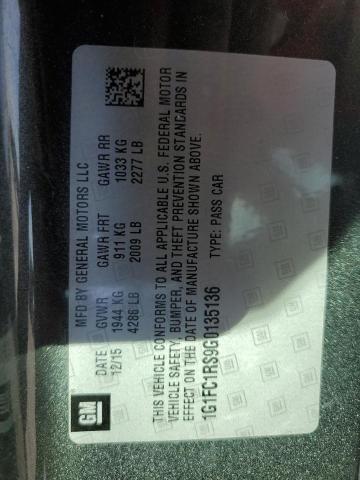 GM
MFD BY GENERAL MOTORS LLC
DATE GVWR GAWR FRT GAWR RR
12/15 1944 KG 911 KG 1033 KG
4286 LB 2009 LB 2277 LB
THIS VEHICLE CONFORMS TO ALL APPLICABLE U.S. FEDERAL MOTOR
VEHICLE SAFETY, BUMPER, AND THEFT PREVENTION STANDARDS IN
EFFECT ON THE DATE OF MANUFACTURE SHOWN ABOVE.
1G1FC1RS9G0135136 TYPE: PASS CAR